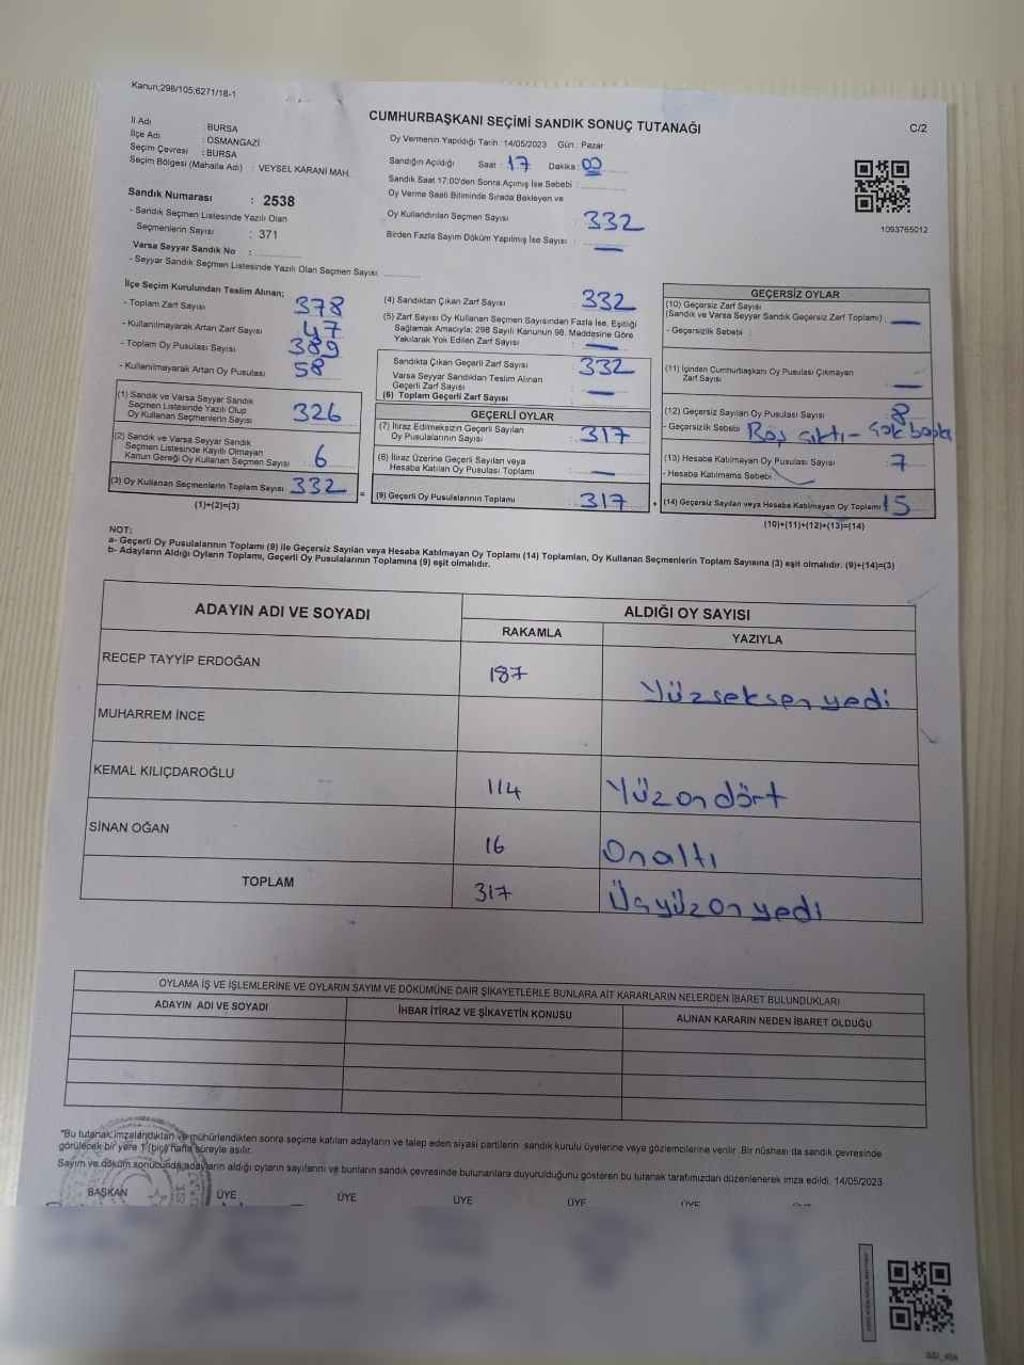 Kanun;298/105;6271/18-1
CUMHURBAŞKANI SEÇİMİ SANDIK SONUÇ TUTANAĞI
C/2
İl Adı : BURSA
İlçe Adı : OSMANGAZİ
Seçim Çevresi : BURSA
Seçim Bölgesi (Mahalle Adı) : VEYSEL KARANİ MAH.
Sandık Numarası : 2538
- Sandık Seçmen Listesinde Yazılı Olan
Seçmenlerin Sayısı : 371
Varsa Seyyar Sandık No :
- Seyyar Sandık Seçmen Listesinde Yazılı Olan Seçmen Sayısı
Oy Vermenin Yapıldığı Tarih : 14/05/2023 Gün : Pazar
Sandığın Açıldığı Saat : 17 Dakika : 00
Sandık Saat 17:00'den Sonra Açılmış İse Sebebi :
Oy Verme Saati Bitiminde Sırada Bekleyen ve
Oy Kullandırılan Seçmen Sayısı 332
Birden Fazla Sayım Döküm Yapılmış İse Sayısı : —
1093765012
İlçe Seçim Kurulundan Teslim Alınan;
- Toplam Zarf Sayısı 378
- Kullanılmayarak Artan Zarf Sayısı 47
- Toplam Oy Pusulası Sayısı 389
- Kullanılmayarak Artan Oy Pusulası 58
(1) Sandık ve Varsa Seyyar Sandık
Seçmen Listesinde Yazılı Olup
Oy Kullanan Seçmenlerin Sayısı 326
(2) Sandık ve Varsa Seyyar Sandık
Seçmen Listesinde Kayıtlı Olmayan
Kanun Gereği Oy Kullanan Seçmen Sayısı 6
(3) Oy Kullanan Seçmenlerin Toplam Sayısı 332
(1)+(2)=(3)
(4) Sandıktan Çıkan Zarf Sayısı 332
(5) Zarf Sayısı Oy Kullanan Seçmen Sayısından Fazla İse, Eşitliği
Sağlamak Amacıyla; 298 Sayılı Kanunun 98. Maddesine Göre
Yakılarak Yok Edilen Zarf Sayısı —
Sandıkta Çıkan Geçerli Zarf Sayısı 332
Varsa Seyyar Sandıktan Teslim Alınan
Geçerli Zarf Sayısı —
(6) Toplam Geçerli Zarf Sayısı
GEÇERLİ OYLAR
(7) İtiraz Edilmeksizin Geçerli Sayılan
Oy Pusulalarının Sayısı 317
(8) İtiraz Üzerine Geçerli Sayılan veya
Hesaba Katılan Oy Pusulası Toplamı —
= (9) Geçerli Oy Pusulalarının Toplamı 317
GEÇERSİZ OYLAR
(10) Geçersiz Zarf Sayısı
(Sandık ve Varsa Seyyar Sandık Geçersiz Zarf Toplamı) —
- Geçersizlik Sebebi :
(11) İçinden Cumhurbaşkanı Oy Pusulası Çıkmayan
Zarf Sayısı —
(12) Geçersiz Sayılan Oy Pusulası Sayısı 8
- Geçersizlik Sebebi Boş çıktı - Çok
(13) Hesaba Katılmayan Oy Pusulası Sayısı 7
- Hesaba Katılmama Sebebi
+ (14) Geçersiz Sayılan veya Hesaba Katılmayan Oy Toplamı 15
(10)+(11)+(12)+(13)=(14)
NOT:
a- Geçerli Oy Pusulalarının Toplamı (9) ile Geçersiz Sayılan veya Hesaba Katılmayan Oy Toplamı (14) Toplamları, Oy Kullanan Seçmenlerin Toplam Sayısına (3) eşit olmalıdır. (9)+(14)=(3)
b- Adayların Aldığı Oyların Toplamı, Geçerli Oy Pusulalarının Toplamına (9) eşit olmalıdır.
ADAYIN ADI VE SOYADI ALDIĞI OY SAYISI
RAKAMLA YAZIYLA
RECEP TAYYİP ERDOĞAN 187 Yüzseksen yedi
MUHARREM İNCE
KEMAL KILIÇDAROĞLU 114 Yüz on dört
SİNAN OĞAN 16 Onaltı
TOPLAM 317 Üçyüz on yedi
OYLAMA İŞ VE İŞLEMLERİNE VE OYLARIN SAYIM VE DÖKÜMÜNE DAİR ŞİKAYETLERLE BUNLARA AİT KARARLARIN NELERDEN İBARET BULUNDUKLARI
ADAYIN ADI VE SOYADI İHBAR İTİRAZ VE ŞİKAYETİN KONUSU ALINAN KARARIN NEDEN İBARET OLDUĞU
"Bu tutanak imzalandıktan ve mühürlendikten sonra seçime katılan adayların ve talep eden siyasi partilerin sandık kurulu üyelerine veya gözlemcilerine verilir. Bir nüshası da sandık çevresinde
görülecek bir yere 1 (bir) hafta süreyle asılır.
Sayım ve döküm sonucunda adayların aldığı oyların sayılarını ve bunların sandık çevresinde bulunanlara duyurulduğunu gösteren bu tutanak tarafımızdan düzenlenerek imza edildi. 14/05/2023
BAŞKAN ÜYE ÜYE ÜYE ÜYE ÜYE